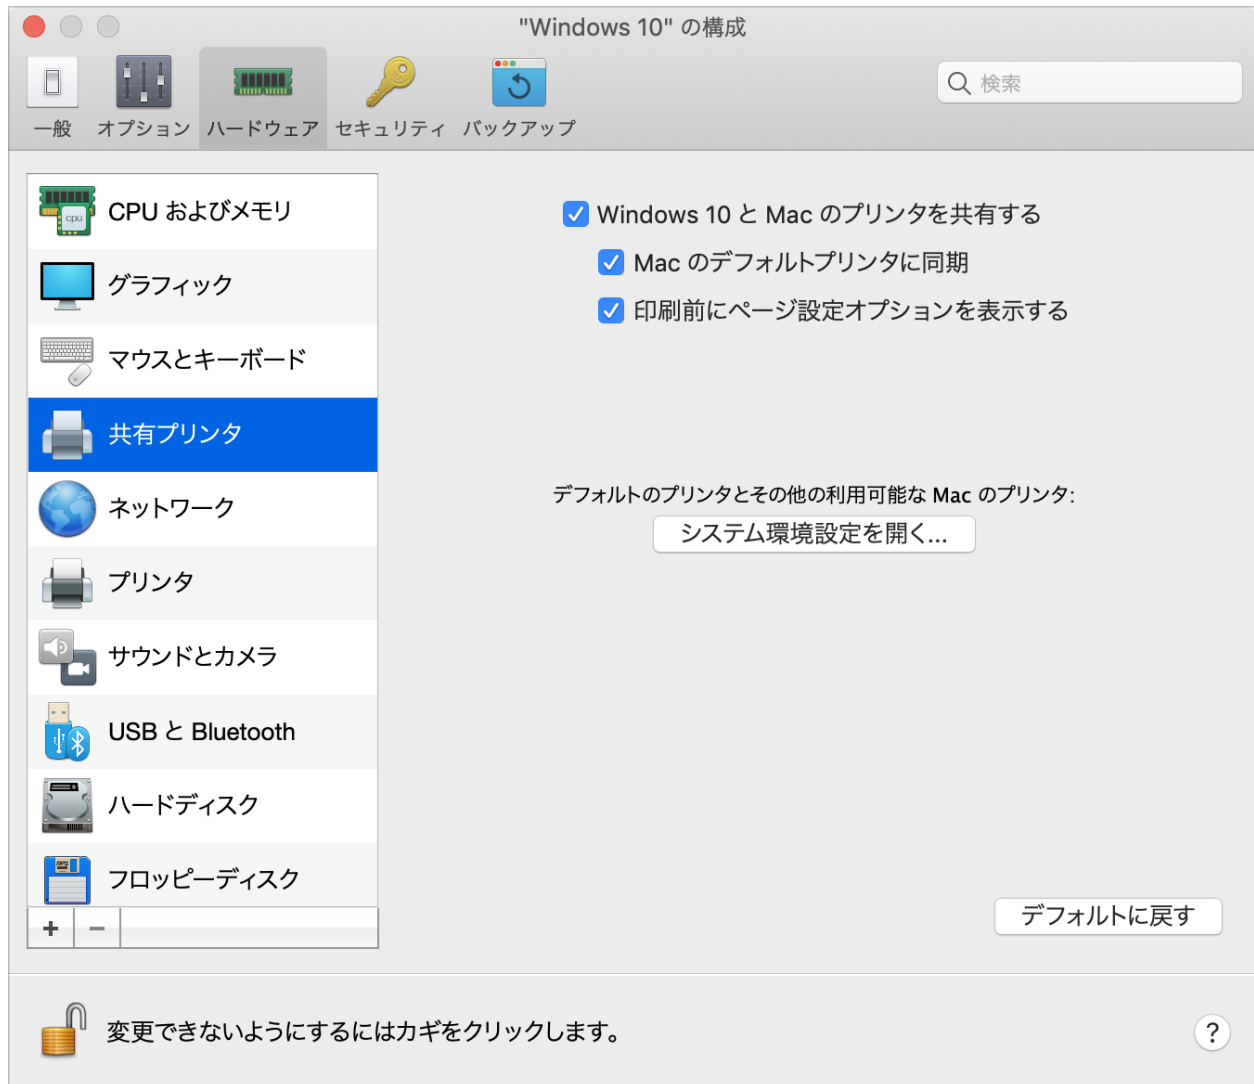 "Windows 10" の構成
検索
一般 オプション ハードウェア セキュリティ バックアップ
CPU およびメモリ
グラフィック
マウスとキーボード
共有プリンタ
ネットワーク
プリンタ
サウンドとカメラ
USB と Bluetooth
ハードディスク
フロッピーディスク
+ −
Windows 10 と Mac のプリンタを共有する
Mac のデフォルトプリンタに同期
印刷前にページ設定オプションを表示する
デフォルトのプリンタとその他の利用可能な Mac のプリンタ:
システム環境設定を開く...
デフォルトに戻す
変更できないようにするにはカギをクリックします。
?